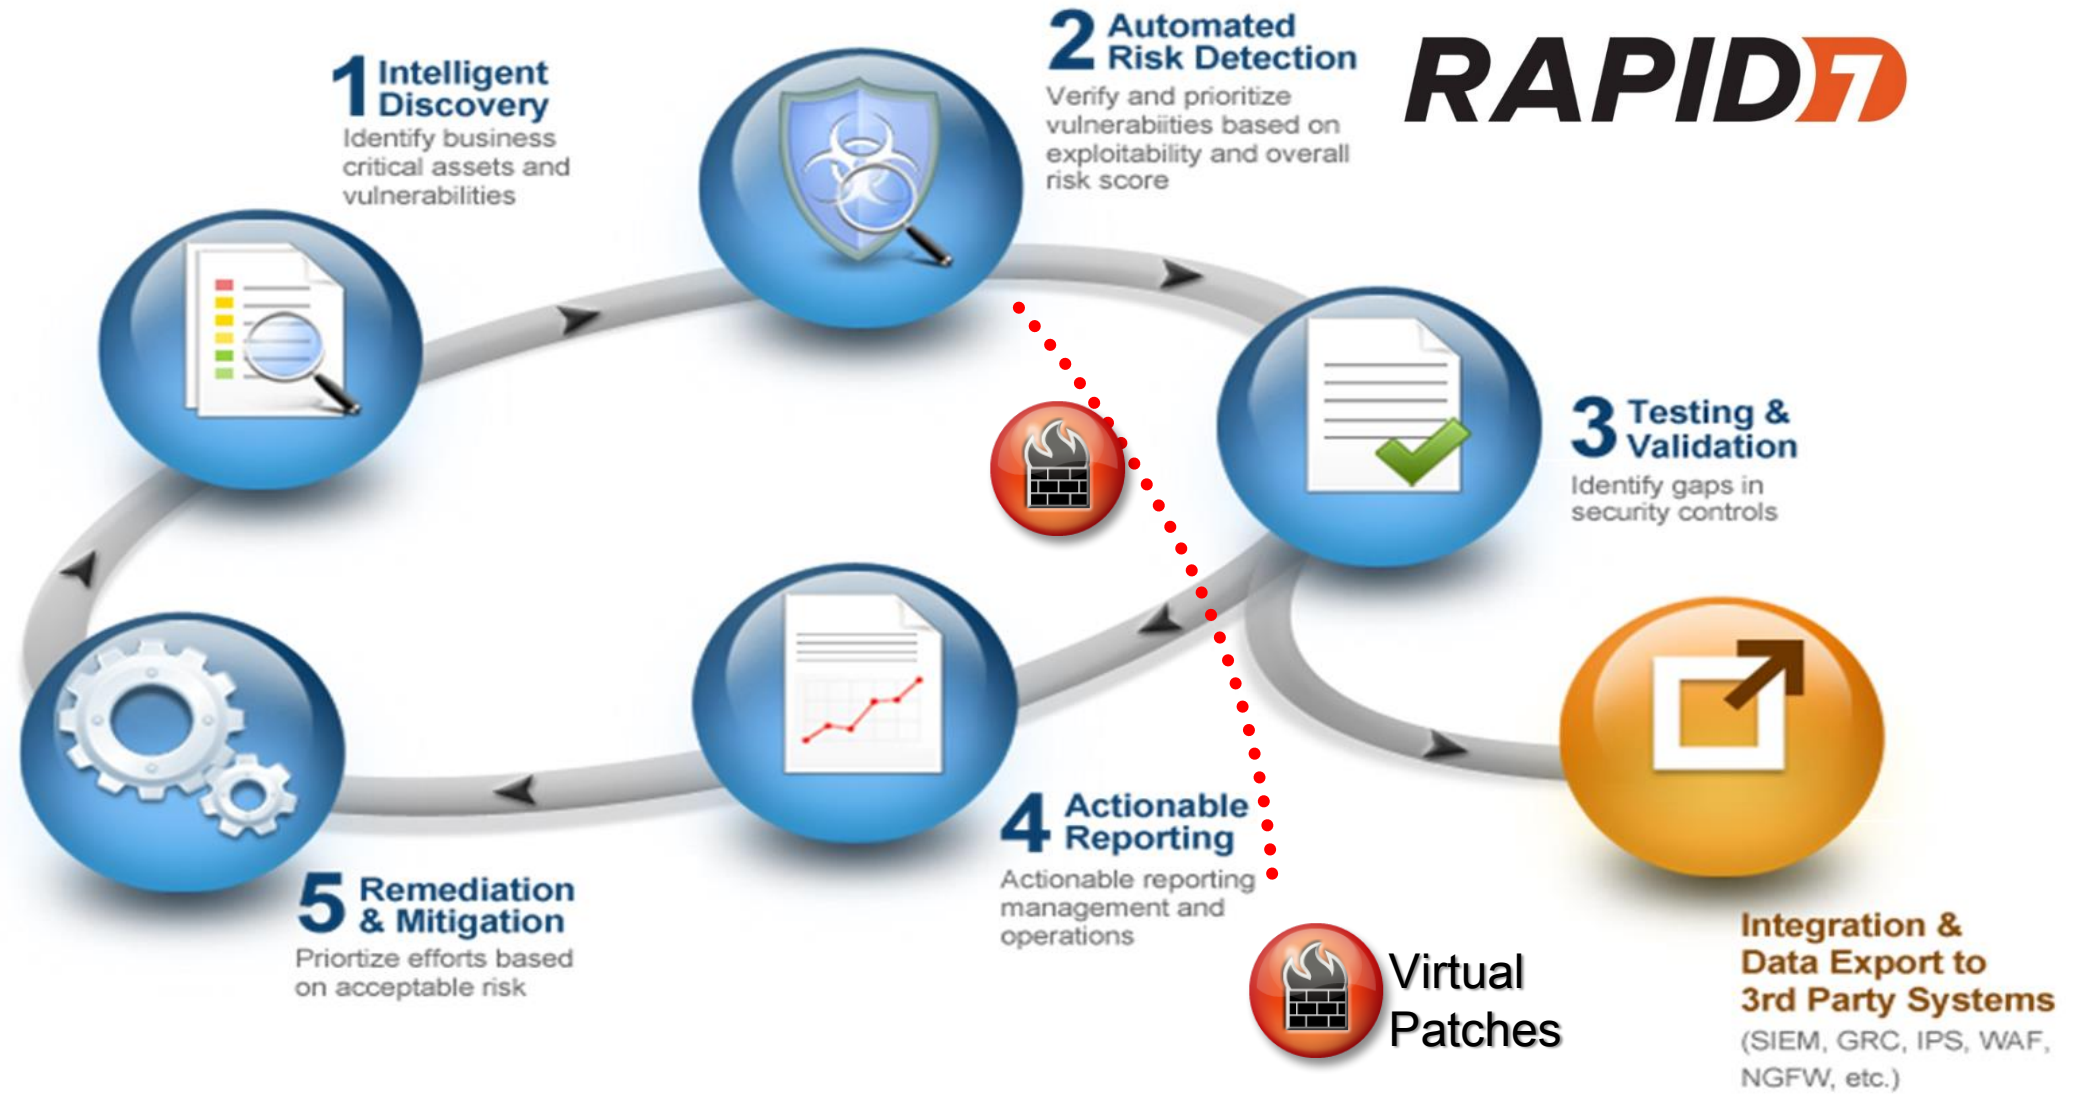 1 Intelligent
Discovery
Identify business
critical assets and
vulnerabilities
2 Automated
Risk Detection
Verify and prioritize
vulnerabiities based on
exploitability and overall
risk score
RAPID7
3 Testing &
Validation
Identify gaps in
security controls
4 Actionable
Reporting
Actionable reporting
management and
operations
5 Remediation
& Mitigation
Priortize efforts based
on acceptable risk
Virtual
Patches
Integration &
Data Export to
3rd Party Systems
(SIEM, GRC, IPS, WAF,
NGFW, etc.)